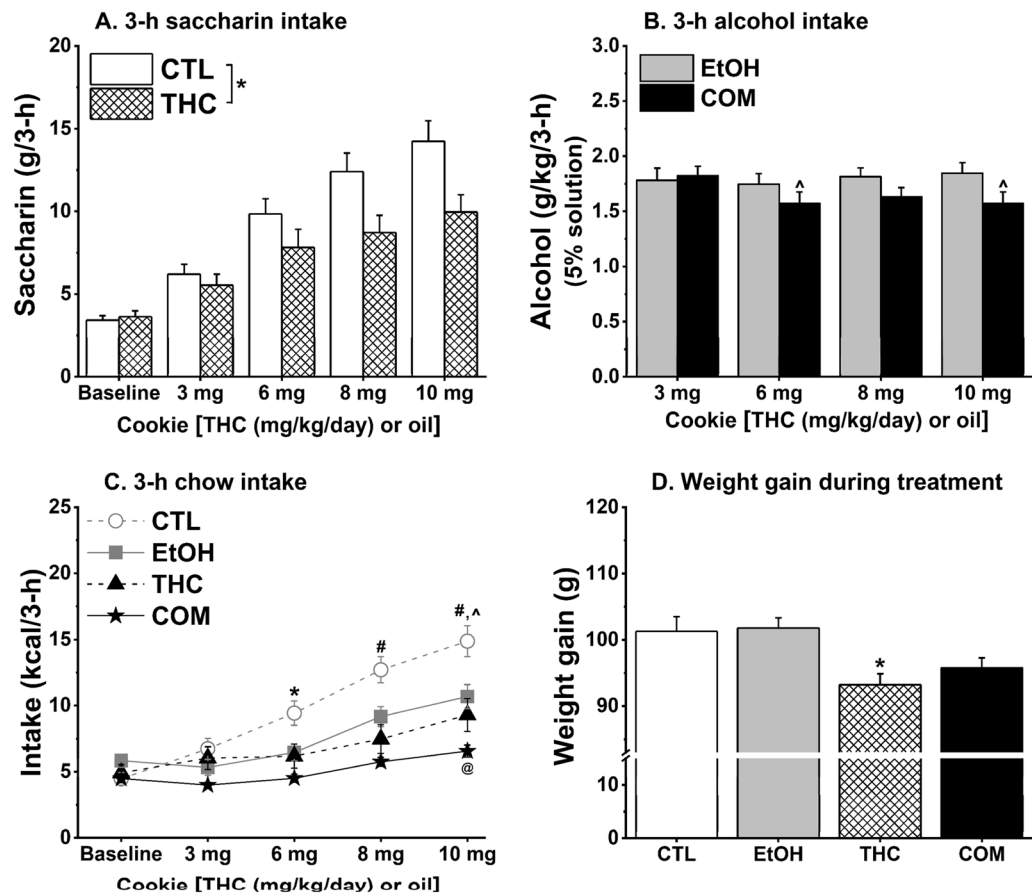 A. 3-h saccharin intake
Saccharin (g/3-h)
20
15
10
5
0
CTL
THC
*
Baseline 3 mg 6 mg 8 mg 10 mg
Cookie [THC (mg/kg/day) or oil]
B. 3-h alcohol intake
Alcohol (g/kg/3-h)
(5% solution)
3.0
2.5
2.0
1.5
1.0
0.5
0.0
EtOH
COM
^
^
3 mg 6 mg 8 mg 10 mg
Cookie [THC (mg/kg/day) or oil]
C. 3-h chow intake
Intake (kcal/3-h)
25
20
15
10
5
0
CTL
EtOH
THC
COM
*
#
#,^
@
Baseline 3 mg 6 mg 8 mg 10 mg
Cookie [THC (mg/kg/day) or oil]
D. Weight gain during treatment
Weight gain (g)
120
110
100
90
10
0
*
CTL EtOH THC COM